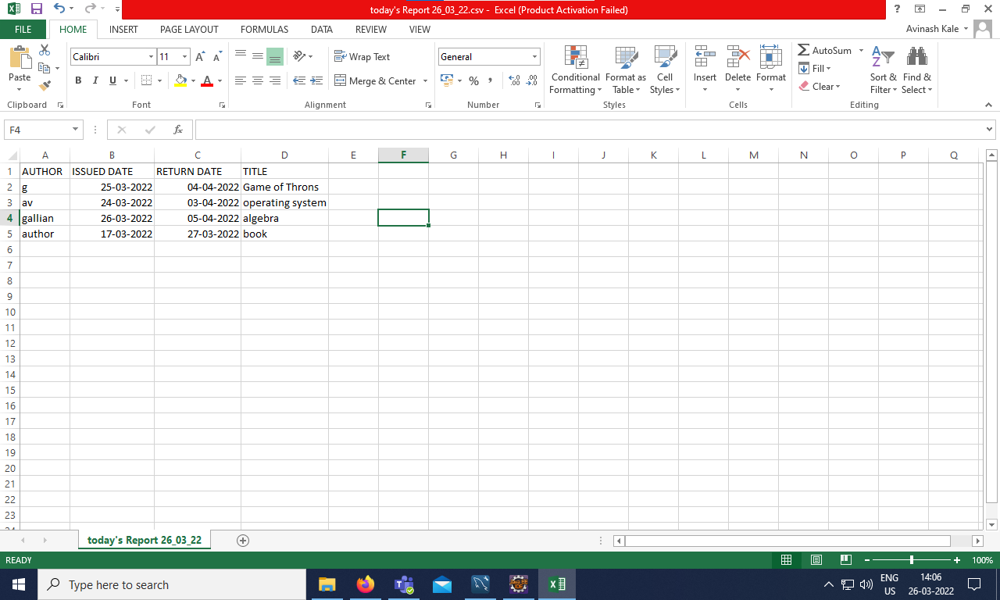 today's Report 26_03_22.csv - Excel (Product Activation Failed)
FILE HOME INSERT PAGE LAYOUT FORMULAS DATA REVIEW VIEW Avinash Kale
Paste
Calibri 11
B I U A
Wrap Text
Merge & Center
General
% ,
Conditional Formatting
Format as Table
Cell Styles
Insert Delete Format
AutoSum
Fill
Clear
Sort & Filter
Find & Select
Clipboard Font Alignment Number Styles Cells Editing
F4 fx
A B C D E F G H I J K L M N O P Q
1 AUTHOR ISSUED DATE RETURN DATE TITLE
2 g 25-03-2022 04-04-2022 Game of Throns
3 av 24-03-2022 03-04-2022 operating system
4 gallian 26-03-2022 05-04-2022 algebra
5 author 17-03-2022 27-03-2022 book
6
7
8
9
10
11
12
13
14
15
16
17
18
19
20
21
22
23
today's Report 26_03_22
READY 100%
Type here to search
ENG US
14:06
26-03-2022